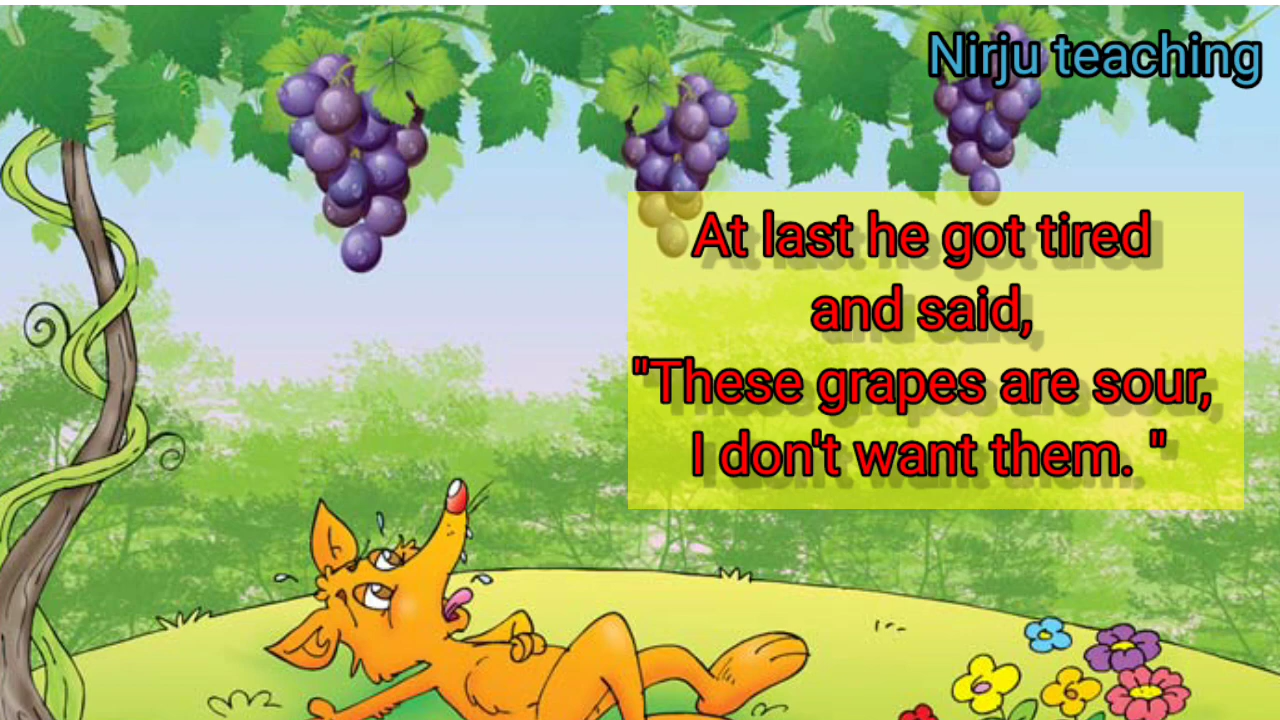 Nirju teaching
At last he got tired
and said,
"These grapes are sour,
I don't want them. "